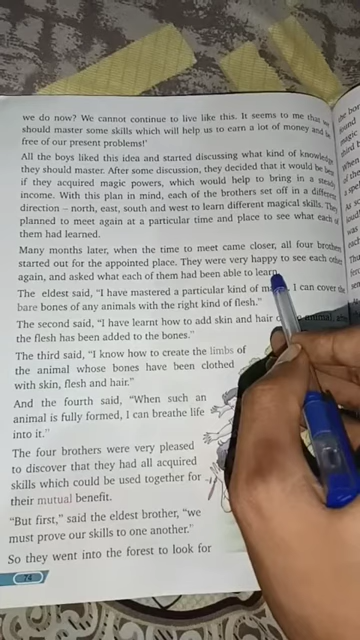 we do now? We cannot continue to live like this. It seems to me that we
should master some skills which will help us to earn a lot of money and be
free of our present problems!'
All the boys liked this idea and started discussing what kind of knowledge
they should master. After some discussion, they decided that it would be best
if they acquired magic powers, which would help to bring in a steady
income. With this plan in mind, each of the brothers set off in a different
direction – north, east, south and west to learn different magical skills. They
planned to meet again at a particular time and place to see what each of
them had learned.
Many months later, when the time to meet came closer, all four brothers
started out for the appointed place. They were very happy to see each other
again, and asked what each of them had been able to learn.
The eldest said, "I have mastered a particular kind of I can cover the
bare bones of any animals with the right kind of flesh."
The second said, "I have learnt how to add skin and hair animal,
the flesh has been added to the bones."
The third said, "I know how to create the limbs of
the animal whose bones have been clothed
with skin, flesh and hair."
And the fourth said, "When such an
animal is fully formed, I can breathe life
into it."
The four brothers were very pleased
to discover that they had all acquired
skills which could be used together for
their mutual benefit.
"But first," said the eldest brother, "we
must prove our skills to one another."
So they went into the forest to look for
74